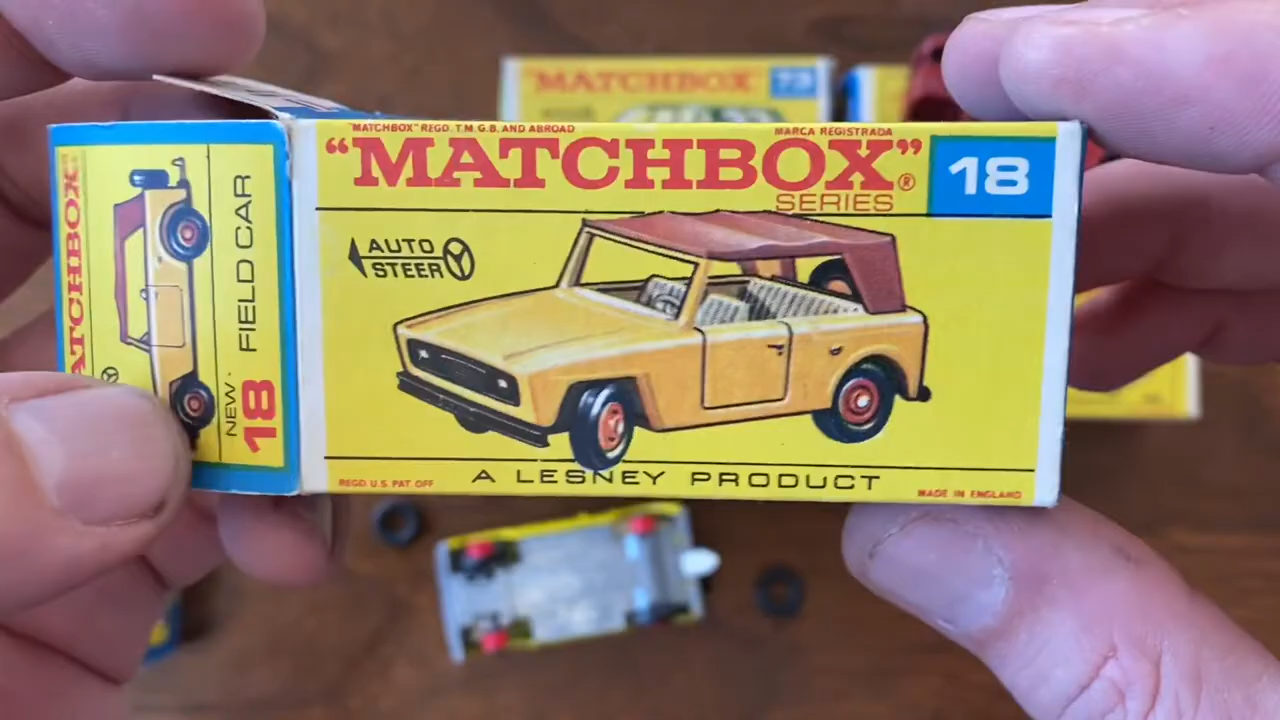 MATCHBOX 73
"MATCHBOX" REGD. T.M. G.B. AND ABROAD
MARCA REGISTRADA
"MATCHBOX"®
SERIES
18
AUTO
STEER
REGD. U.S. PAT. OFF
A LESNEY PRODUCT
MADE IN ENGLAND
NEW
18
FIELD CAR